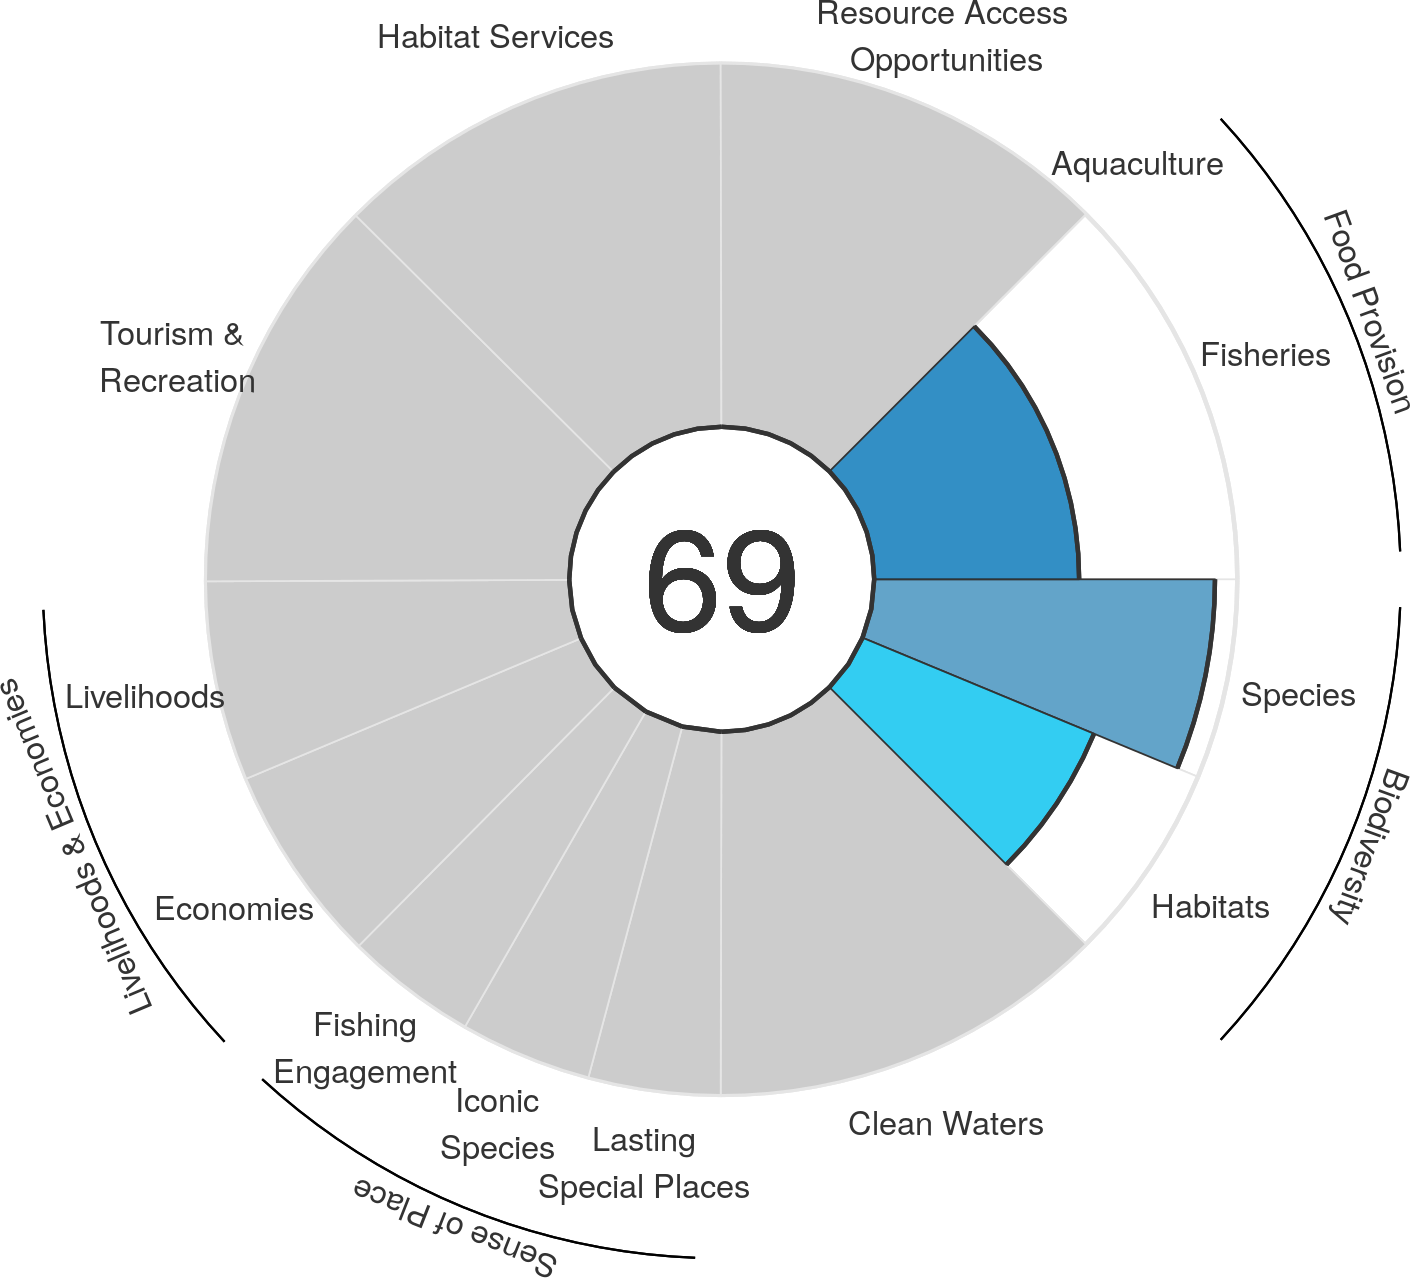 Resource Access
Opportunities
Habitat Services
Aquaculture
Food Provision
Fisheries
Tourism &
Recreation
69
Species
Livelihoods
Livelihoods & Economies
Biodiversity
Habitats
Economies
Fishing
Engagement
Iconic
Species
Lasting
Special Places
Clean Waters
Sense of Place